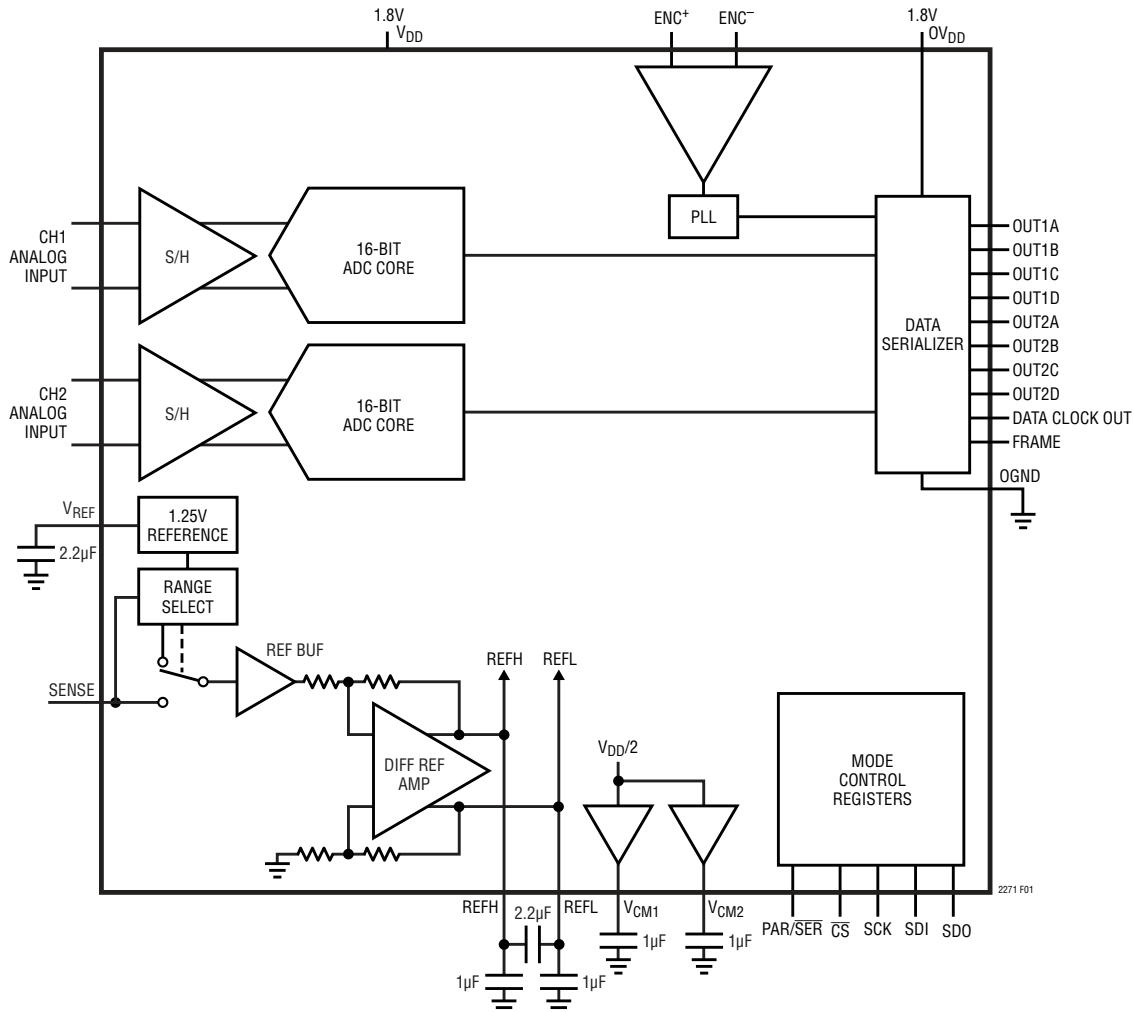 1.8V
VDD
ENC+
ENC−
1.8V
OVDD
CH1
ANALOG
INPUT
S/H
16-BIT
ADC CORE
PLL
DATA
SERIALIZER
OUT1A
OUT1B
OUT1C
OUT1D
OUT2A
OUT2B
OUT2C
OUT2D
DATA CLOCK OUT
FRAME
OGND
CH2
ANALOG
INPUT
S/H
16-BIT
ADC CORE
VREF
2.2µF
1.25V
REFERENCE
RANGE
SELECT
SENSE
REF BUF
REFH
REFL
DIFF REF
AMP
VDD/2
MODE
CONTROL
REGISTERS
2271 F01
REFH
2.2µF
REFL
1µF
1µF
VCM1
1µF
VCM2
1µF
PAR/S̅E̅R̅
C̅S̅
SCK
SDI
SDO